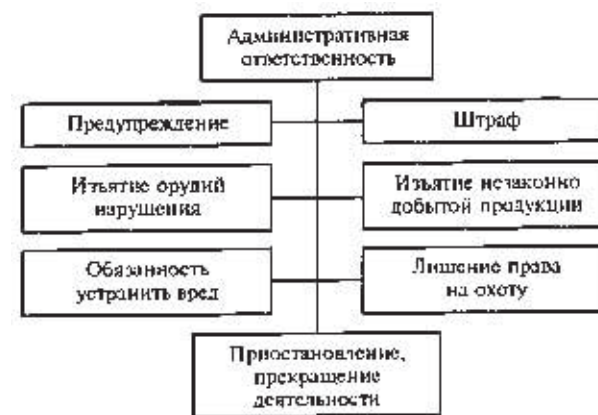 Административная
ответственность
Предупреждение
Штраф
Изъятие орудий
нарушения
Изъятие незаконно
добытой продукции
Обязанность
устранить вред
Лишение права
на охоту
Приостановление,
прекращение
деятельности